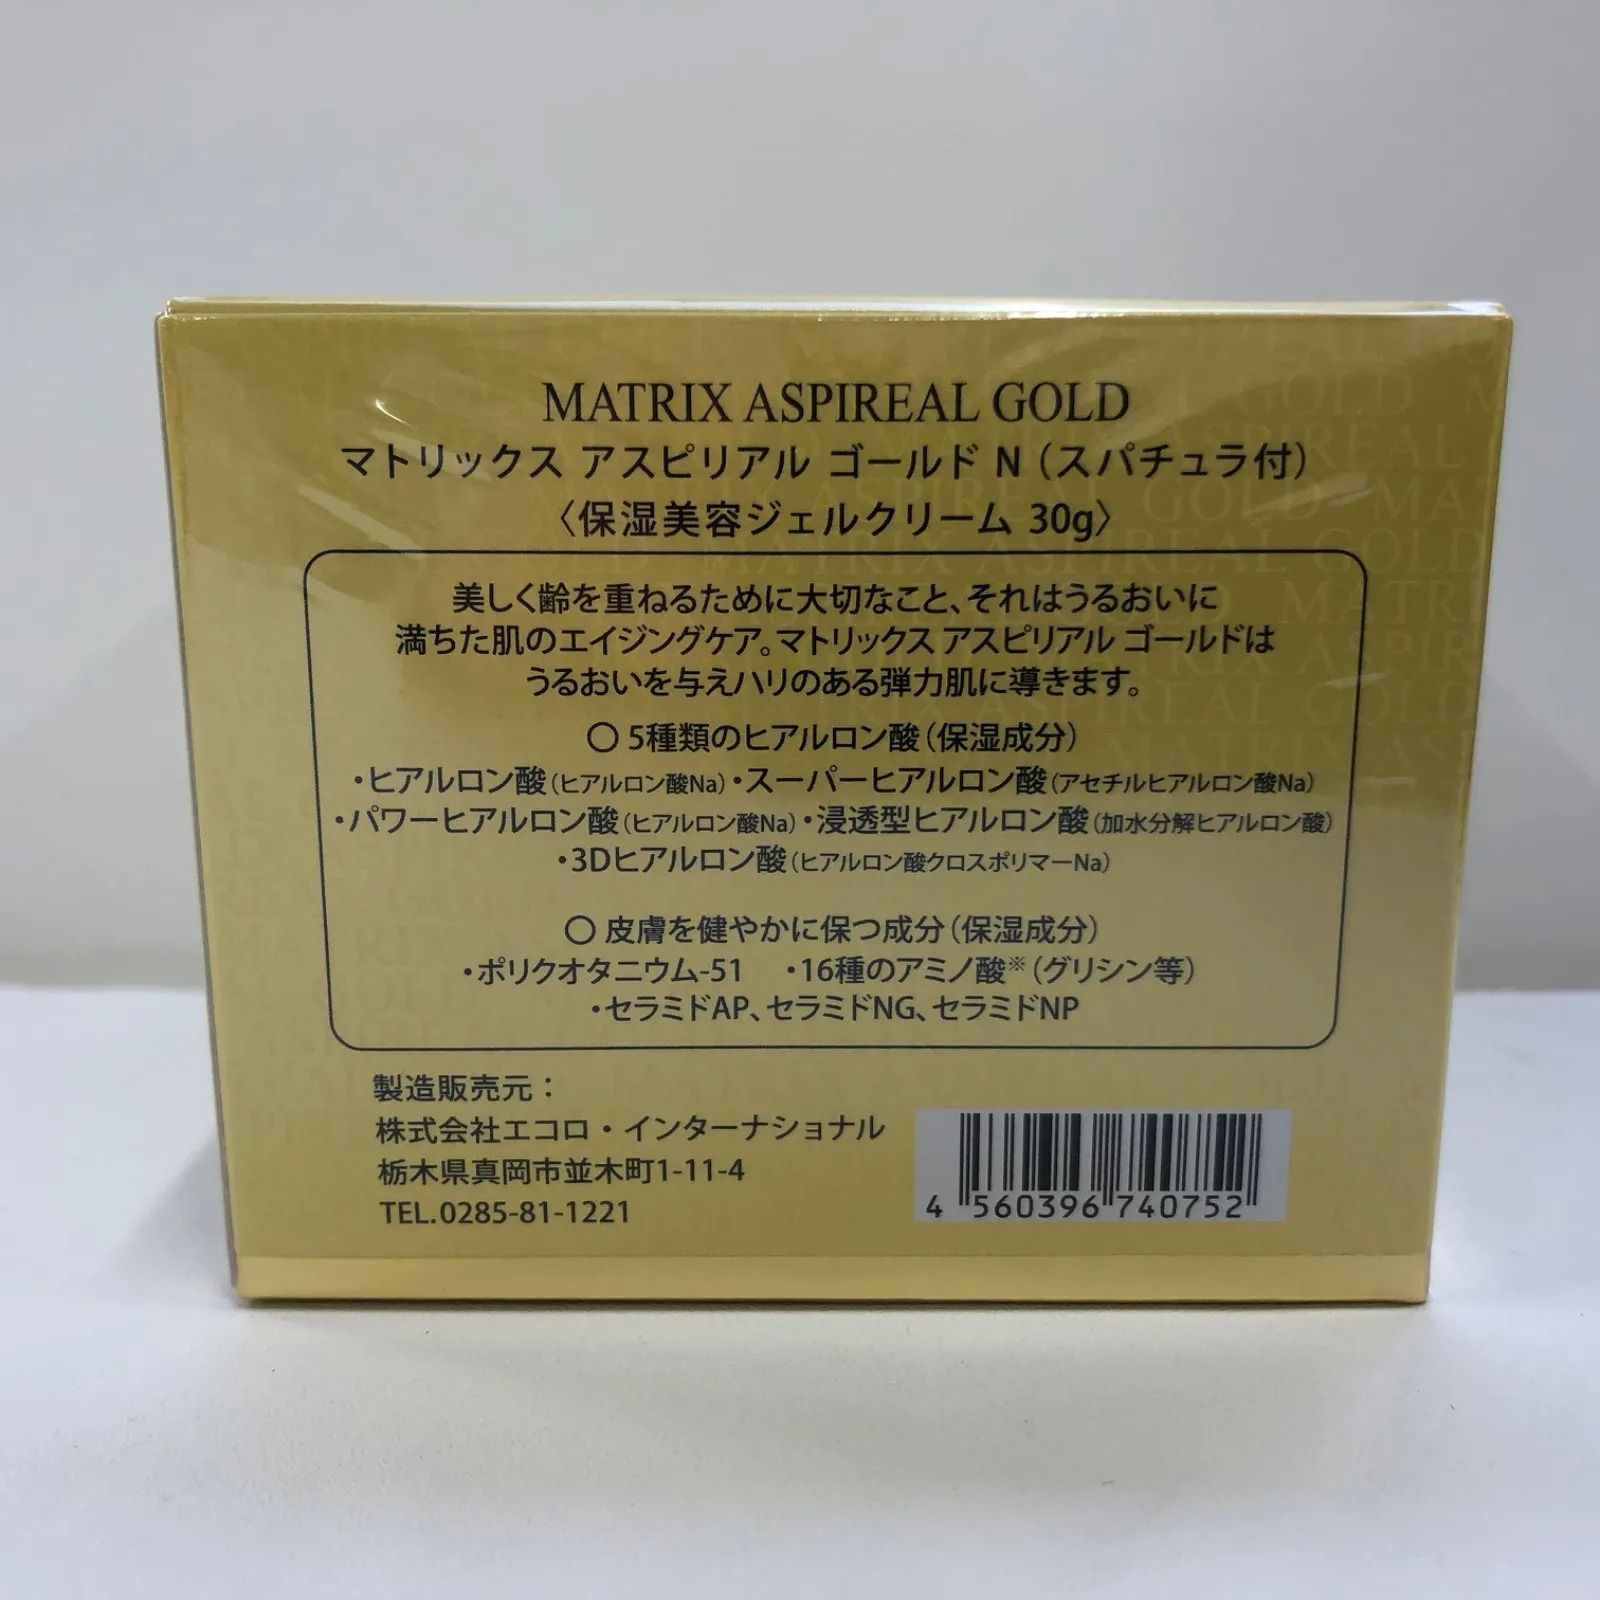 MATRIX ASPIREAL GOLD
マトリックス アスピリアル ゴールド N（スパチュラ付）
〈保湿美容ジェルクリーム 30g〉
美しく齢を重ねるために大切なこと、それはうるおいに
満ちた肌のエイジングケア。マトリックス アスピリアル ゴールドは
うるおいを与えハリのある弾力肌に導きます。
〇 5種類のヒアルロン酸（保湿成分）
・ヒアルロン酸（ヒアルロン酸Na）・スーパーヒアルロン酸（アセチルヒアルロン酸Na）
・パワーヒアルロン酸（ヒアルロン酸Na）・浸透型ヒアルロン酸（加水分解ヒアルロン酸）
・3Dヒアルロン酸（ヒアルロン酸クロスポリマーNa）
〇 皮膚を健やかに保つ成分（保湿成分）
・ポリクオタニウム-51 ・16種のアミノ酸※（グリシン等）
・セラミドAP、セラミドNG、セラミドNP
製造販売元：
株式会社エコロ・インターナショナル
栃木県真岡市並木町1-11-4
TEL.0285-81-1221
4 560396 740752